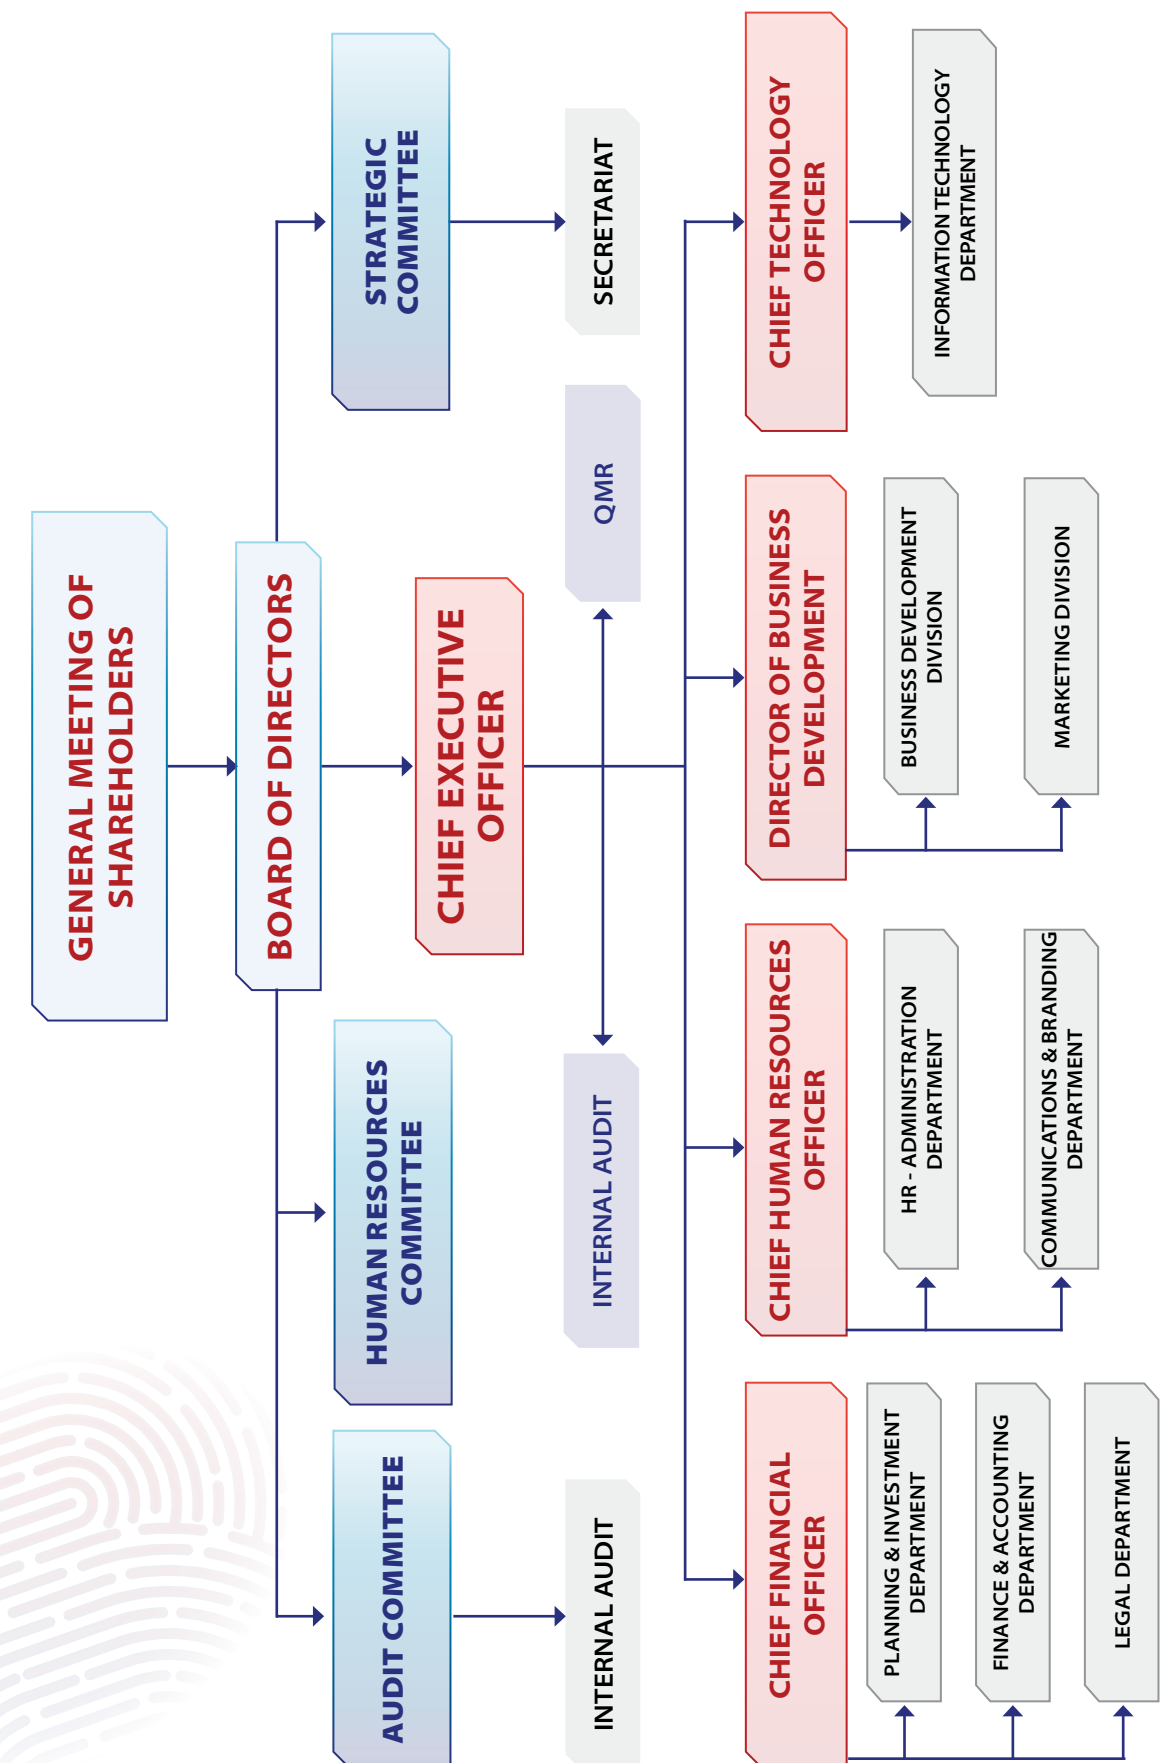 GENERAL MEETING OF
SHAREHOLDERS
BOARD OF DIRECTORS
AUDIT COMMITTEE
HUMAN RESOURCES
COMMITTEE
CHIEF EXECUTIVE
OFFICER
STRATEGIC
COMMITTEE
INTERNAL AUDIT
INTERNAL AUDIT
QMR
SECRETARIAT
CHIEF FINANCIAL
OFFICER
CHIEF HUMAN RESOURCES
OFFICER
DIRECTOR OF BUSINESS
DEVELOPMENT
CHIEF TECHNOLOGY
OFFICER
PLANNING & INVESTMENT
DEPARTMENT
FINANCE & ACCOUNTING
DEPARTMENT
LEGAL DEPARTMENT
HR - ADMINISTRATION
DEPARTMENT
COMMUNICATIONS & BRANDING
DEPARTMENT
BUSINESS DEVELOPMENT
DIVISION
MARKETING DIVISION
INFORMATION TECHNOLOGY
DEPARTMENT